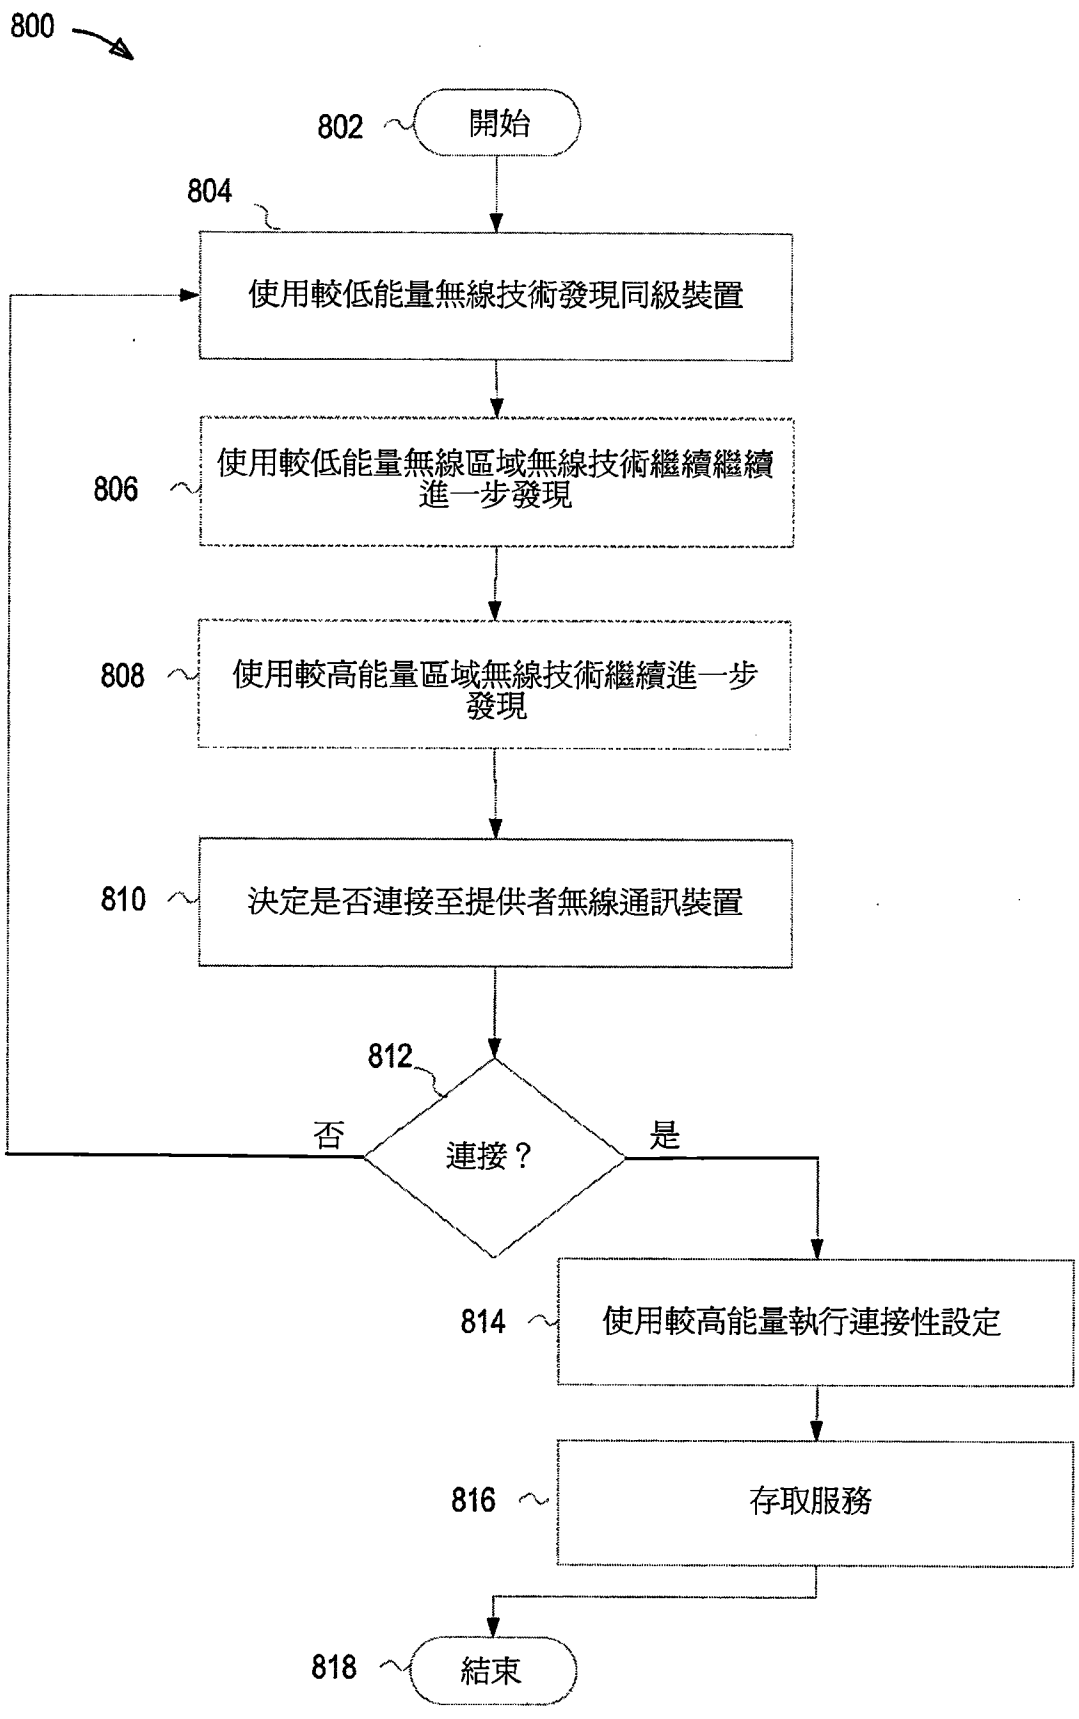 800
802
開始
804
使用較低能量無線技術發現同級裝置
使用較低能量無線區域無線技術繼續繼續
806
進一步發現
808
使用較高能量區域無線技術繼續進一步
發現
810
決定是否連接至提供者無線通訊裝置
812
否
是
連接？
814
使用較高能量執行連接性設定
816
存取服務
818
結束